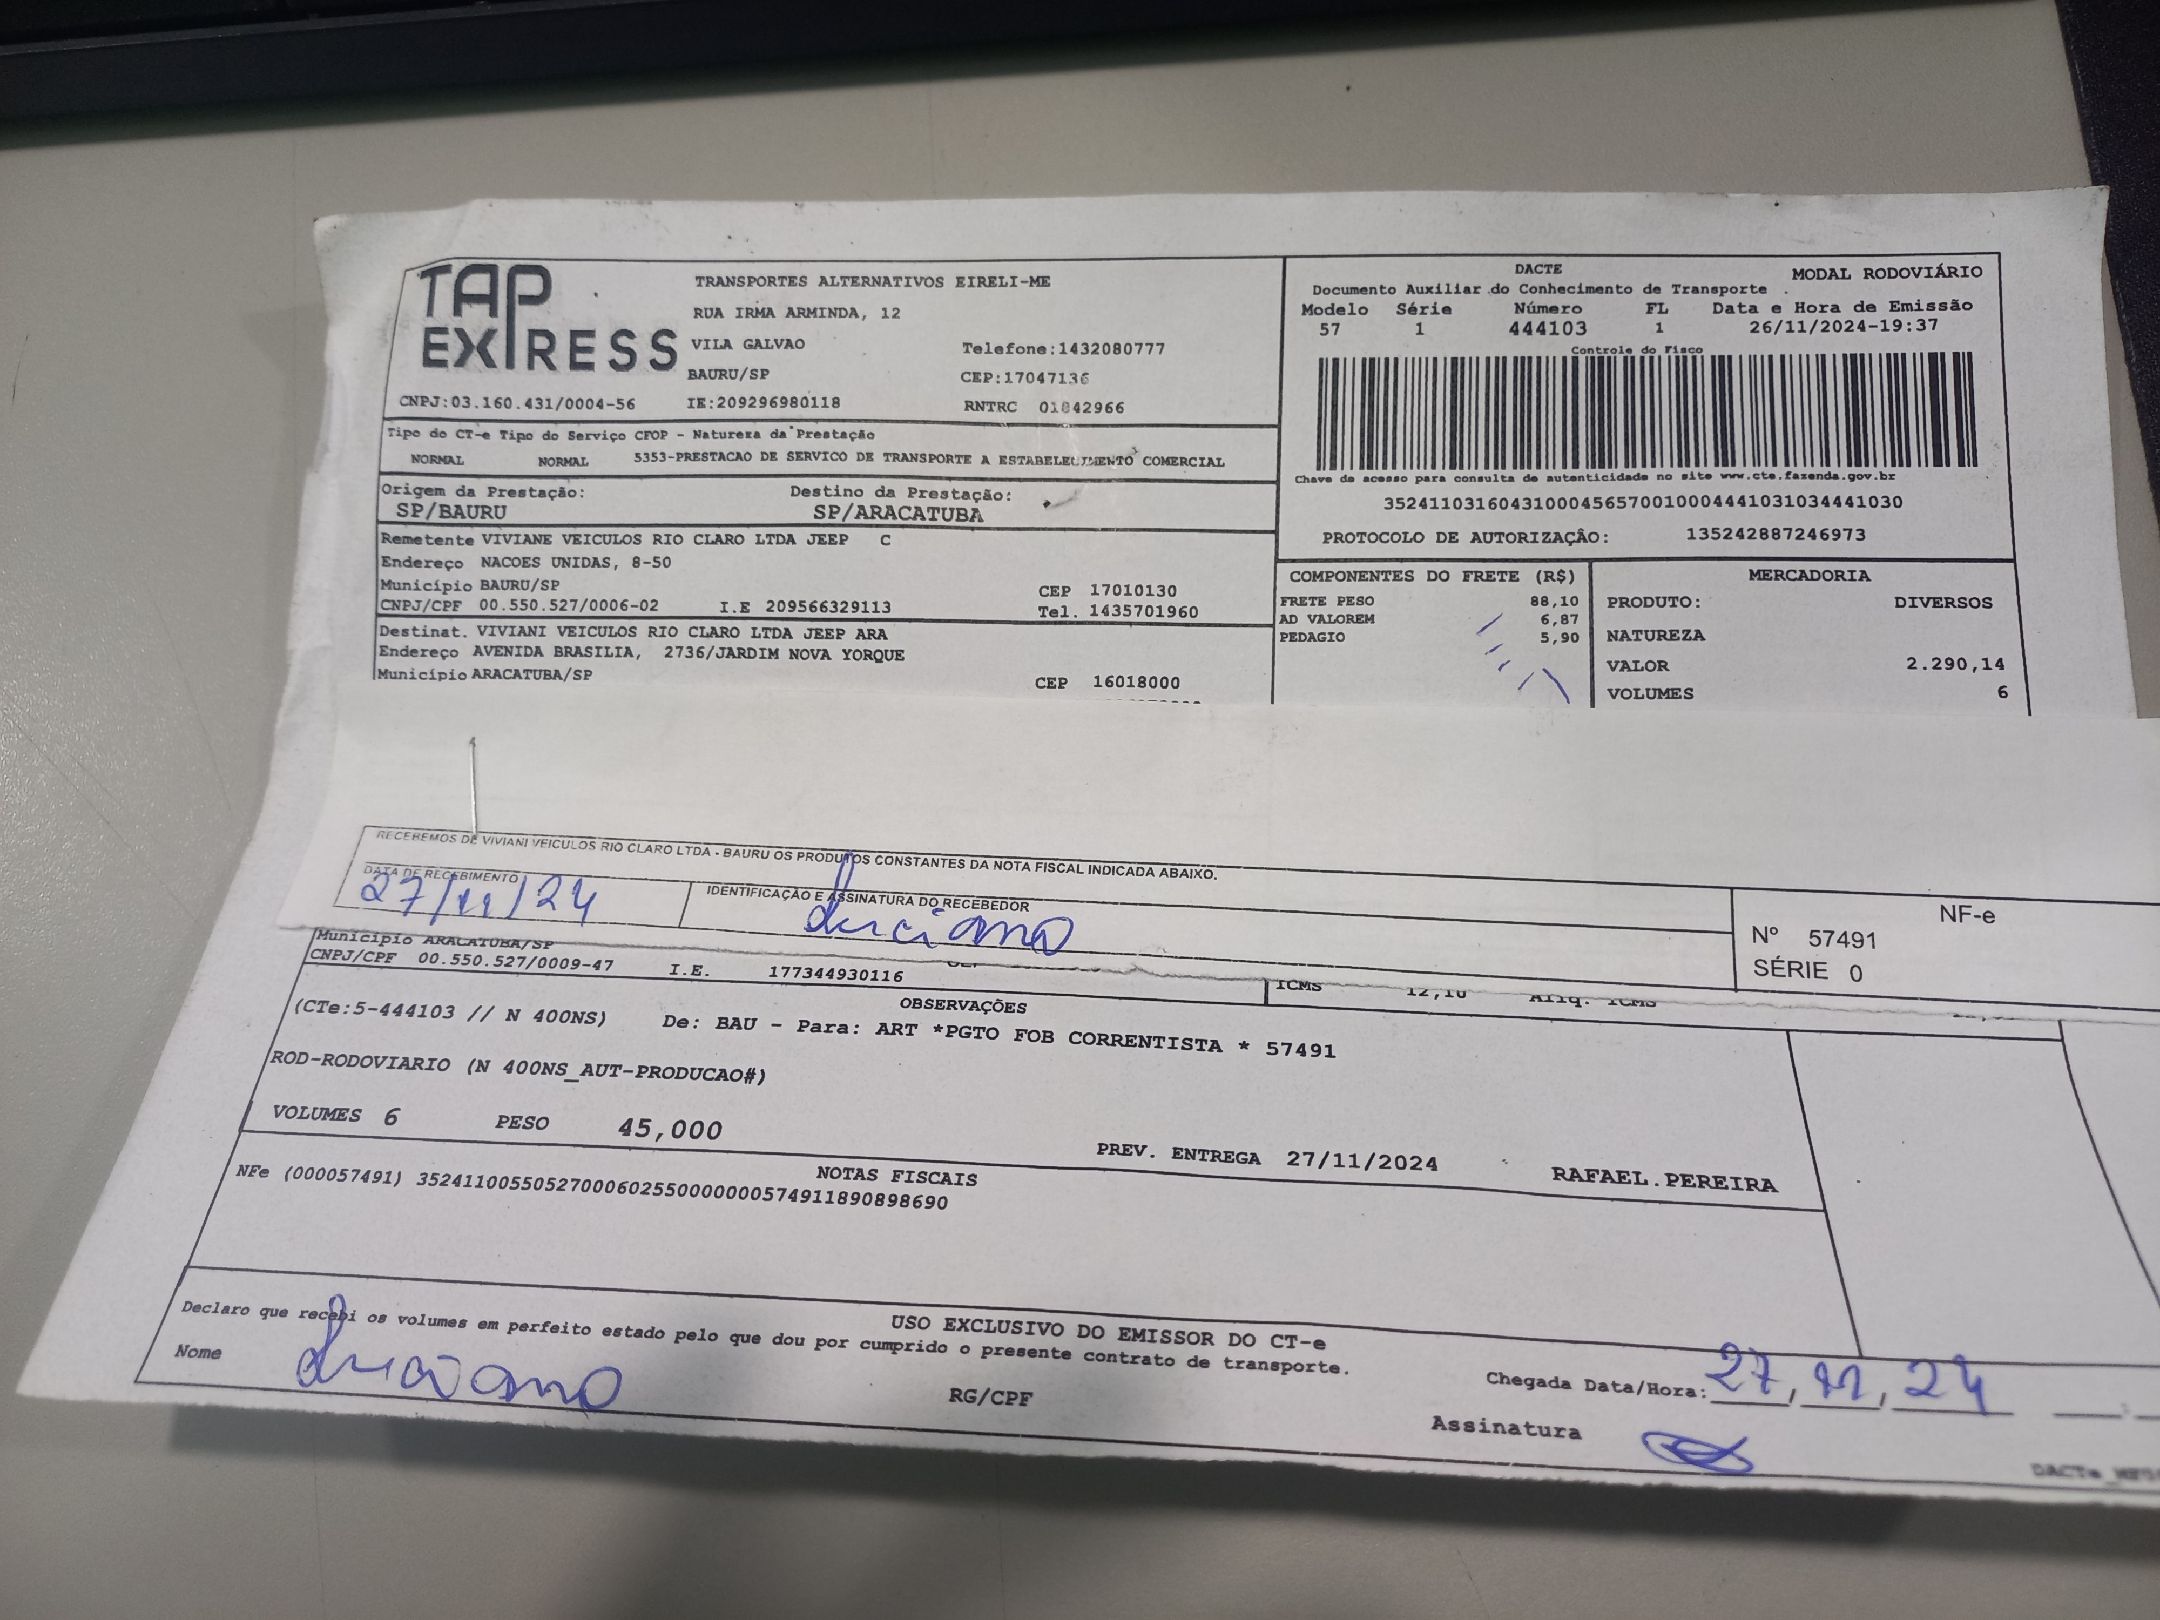 TAP
EXPRESS
TRANSPORTES ALTERNATIVOS EIRELI-ME
RUA IRMA ARMINDA, 12
VILA GALVAO Telefone:1432080777
BAURU/SP CEP:17047136
CNPJ:03.160.431/0004-56 IE:209296980118 RNTRC 01842966
DACTE MODAL RODOVIÁRIO
Documento Auxiliar do Conhecimento de Transporte
Modelo Série Número FL Data e Hora de Emissão
57 1 444103 1 26/11/2024-19:37
Controle do Fisco
Chave de acesso para consulta de autenticidade no site www.cte.fazenda.gov.br
35241103160431000456570010004441031034441030
PROTOCOLO DE AUTORIZAÇÃO: 135242887246973
Tipo do CT-e Tipo do Serviço CFOP - Natureza da Prestação
NORMAL NORMAL 5353-PRESTACAO DE SERVICO DE TRANSPORTE A ESTABELECIMENTO COMERCIAL
Origem da Prestação: Destino da Prestação:
SP/BAURU SP/ARACATUBA
Remetente VIVIANE VEICULOS RIO CLARO LTDA JEEP C
Endereço NACOES UNIDAS, 8-50
Município BAURU/SP CEP 17010130
CNPJ/CPF 00.550.527/0006-02 I.E 209566329113 Tel. 1435701960
Destinat. VIVIANI VEICULOS RIO CLARO LTDA JEEP ARA
Endereço AVENIDA BRASILIA, 2736/JARDIM NOVA YORQUE
Município ARACATUBA/SP CEP 16018000
COMPONENTES DO FRETE (R$)
FRETE PESO 88,10
AD VALOREM 6,87
PEDAGIO 5,90
MERCADORIA
PRODUTO: DIVERSOS
NATUREZA
VALOR 2.290,14
VOLUMES 6
RECEBEMOS DE VIVIANI VEICULOS RIO CLARO LTDA - BAURU OS PRODUTOS CONSTANTES DA NOTA FISCAL INDICADA ABAIXO.
DATA DE RECEBIMENTO IDENTIFICAÇÃO E ASSINATURA DO RECEBEDOR
27/11/24 Luciano
NF-e
Nº 57491
SÉRIE 0
Município ARACATUBA/SP
CNPJ/CPF 00.550.527/0009-47 I.E. 177344930116
ICMS 12,10 Aliq. ICMS
OBSERVAÇÕES
(CTe:5-444103 // N 400NS) De: BAU - Para: ART *PGTO FOB CORRENTISTA * 57491
ROD-RODOVIARIO (N 400NS_AUT-PRODUCAO#)
VOLUMES 6 PESO 45,000
PREV. ENTREGA 27/11/2024 RAFAEL.PEREIRA
NOTAS FISCAIS
NFe (000057491) 35241100550527000602550000000574911890898690
USO EXCLUSIVO DO EMISSOR DO CT-e
Declaro que recebi os volumes em perfeito estado pelo que dou por cumprido o presente contrato de transporte.
Nome Luciano RG/CPF
Chegada Data/Hora: 27, 11, 24
Assinatura